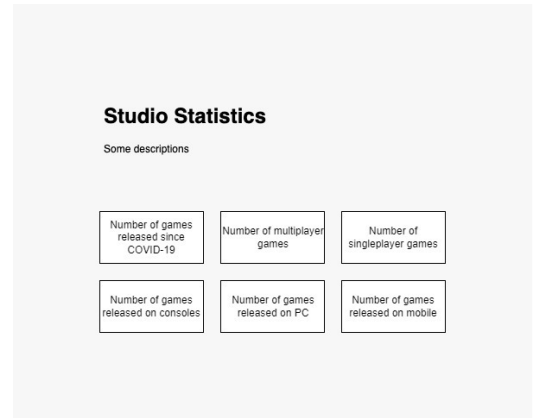 Studio Statistics
Some descriptions
Number of games
released since
COVID-19
Number of multiplayer
games
Number of
singleplayer games
Number of games
released on consoles
Number of games
released on PC
Number of games
released on mobile